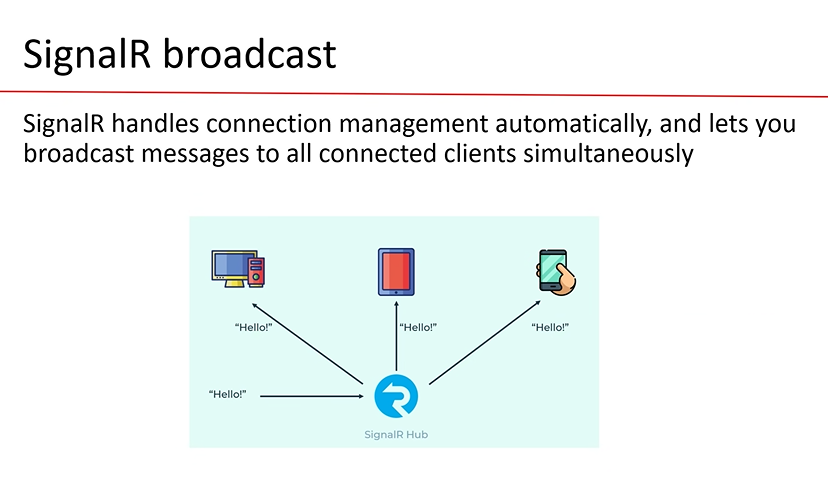 SignalR broadcast
SignalR handles connection management automatically, and lets you
broadcast messages to all connected clients simultaneously
“Hello!”
“Hello!”
“Hello!”
“Hello!”
SignalR Hub